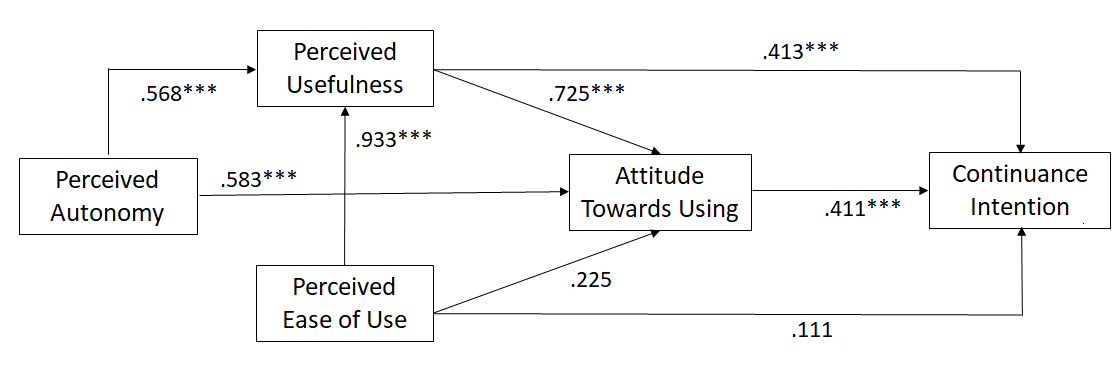 Perceived
Usefulness
.413***
.568***
.725***
.933***
Perceived
Autonomy
.583***
Attitude
Towards Using
.411***
Continuance
Intention
Perceived
Ease of Use
.225
.111